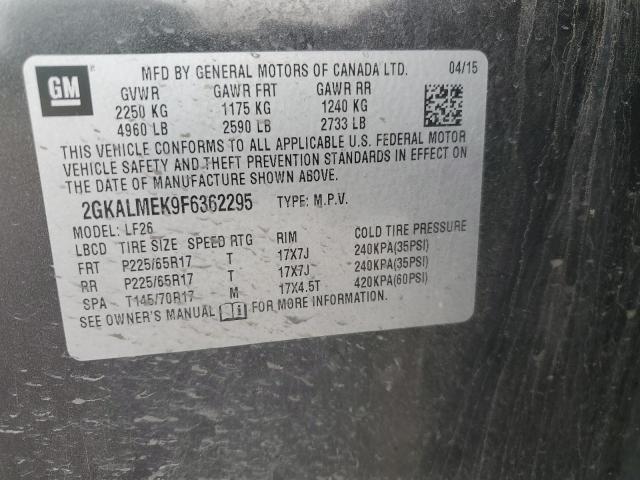 GM
MFD BY GENERAL MOTORS OF CANADA LTD. 04/15
GVWR GAWR FRT GAWR RR
2250 KG 1175 KG 1240 KG
4960 LB 2590 LB 2733 LB
THIS VEHICLE CONFORMS TO ALL APPLICABLE U.S. FEDERAL MOTOR
VEHICLE SAFETY AND THEFT PREVENTION STANDARDS IN EFFECT ON
THE DATE OF MANUFACTURE SHOWN ABOVE.
2GKALMEK9F6362295 TYPE: M.P.V.
MODEL: LF26
LBCD TIRE SIZE SPEED RTG RIM COLD TIRE PRESSURE
FRT P225/65R17 T 17X7J 240KPA(35PSI)
RR P225/65R17 T 17X7J 240KPA(35PSI)
SPA T145/70R17 M 17X4.5T 420KPA(60PSI)
SEE OWNER'S MANUAL FOR MORE INFORMATION.